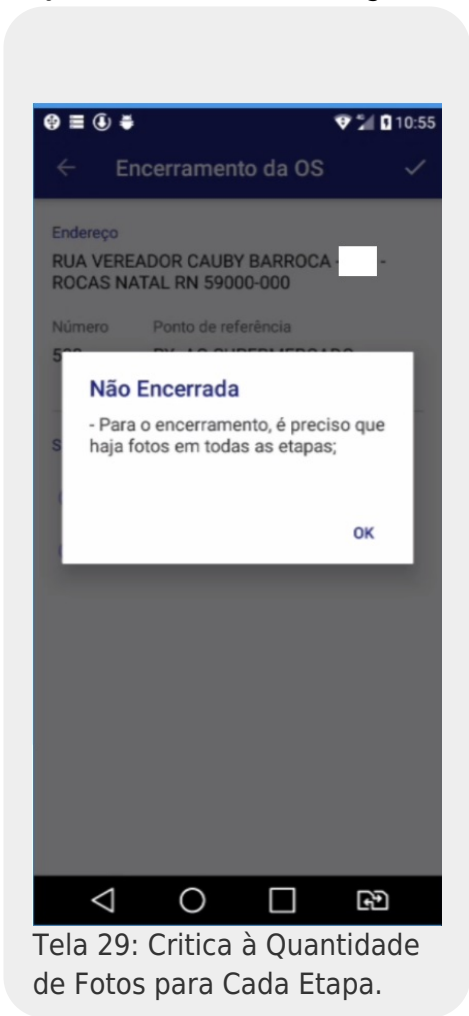 10:55
Encerramento da OS
Endereço
RUA VEREADOR CAUBY BARROCA - -
ROCAS NATAL RN 59000-000
Número Ponto de referência
Não Encerrada
- Para o encerramento, é preciso que
haja fotos em todas as etapas;
OK
Tela 29: Critica à Quantidade
de Fotos para Cada Etapa.